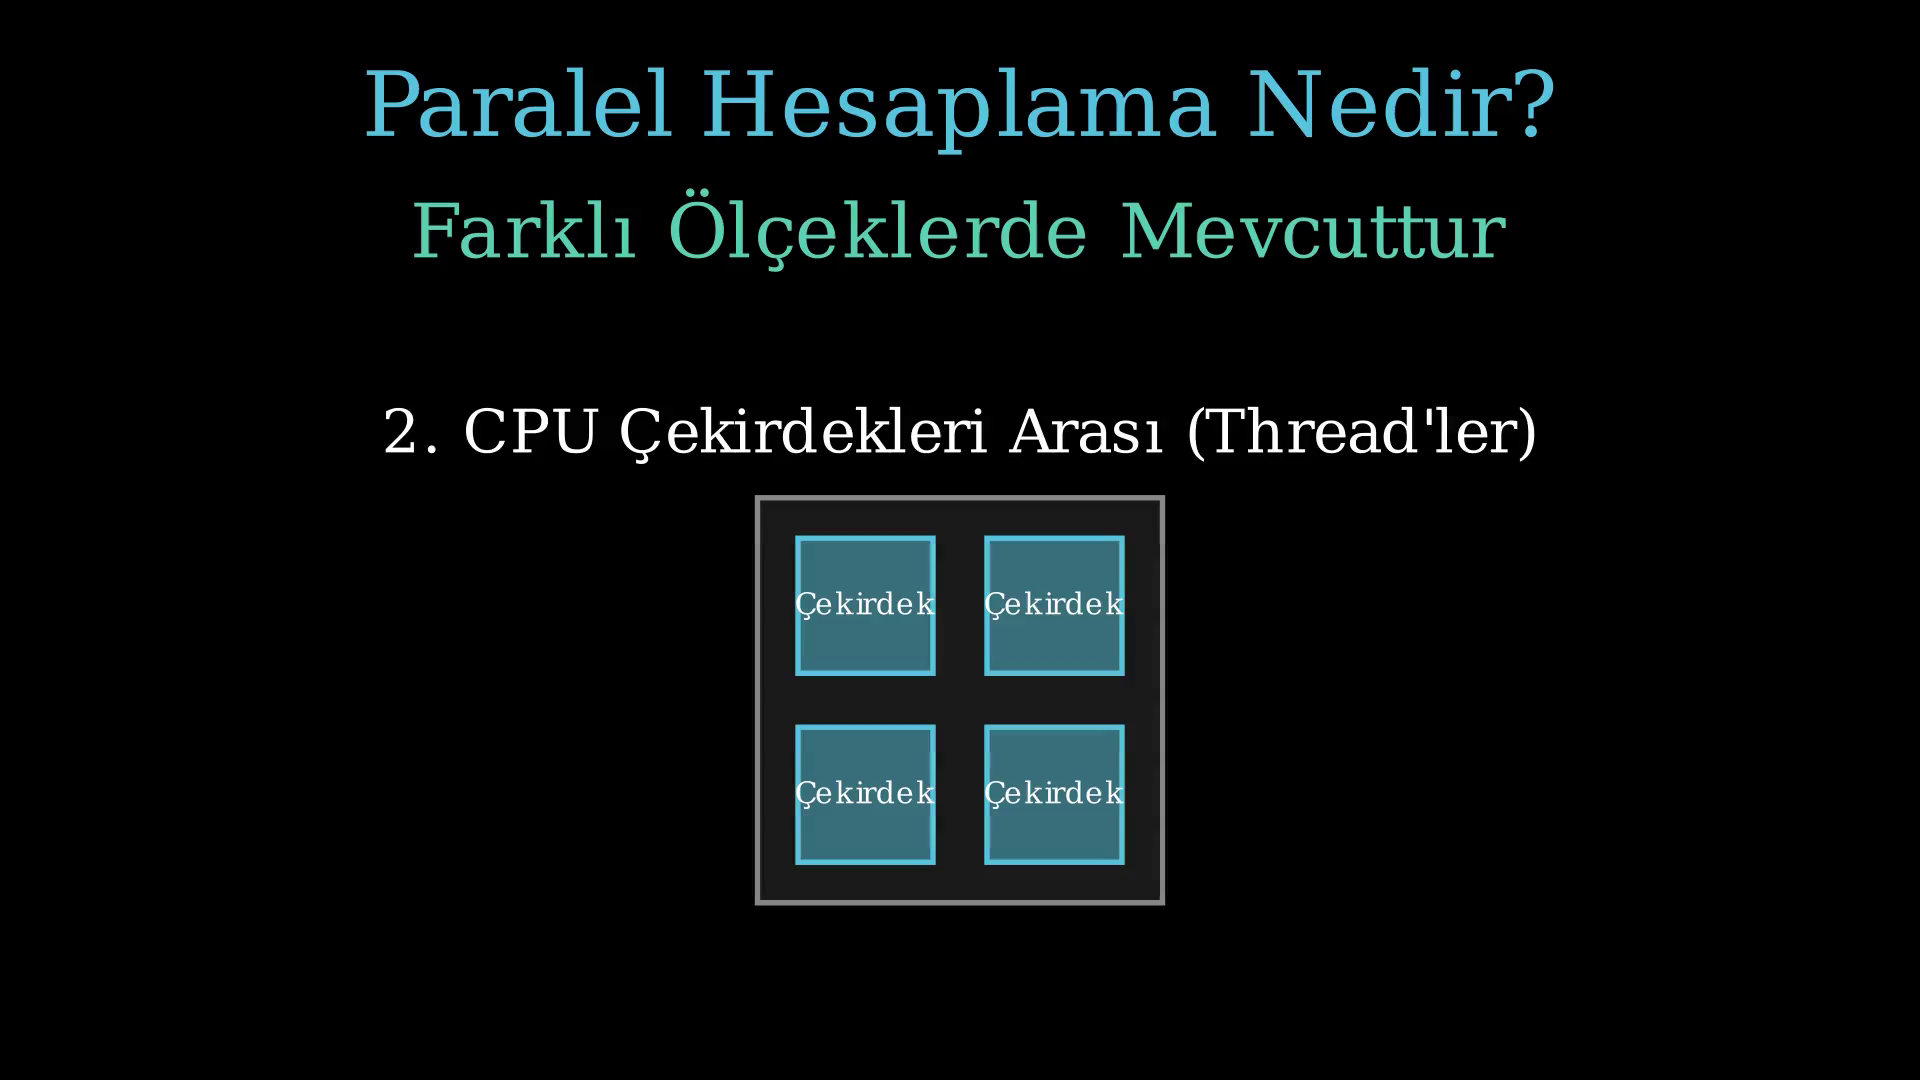 Paralel Hesaplama Nedir?
Farklı Ölçeklerde Mevcuttur
2. CPU Çekirdekleri Arası (Thread'ler)
Çekirdek Çekirdek
Çekirdek Çekirdek